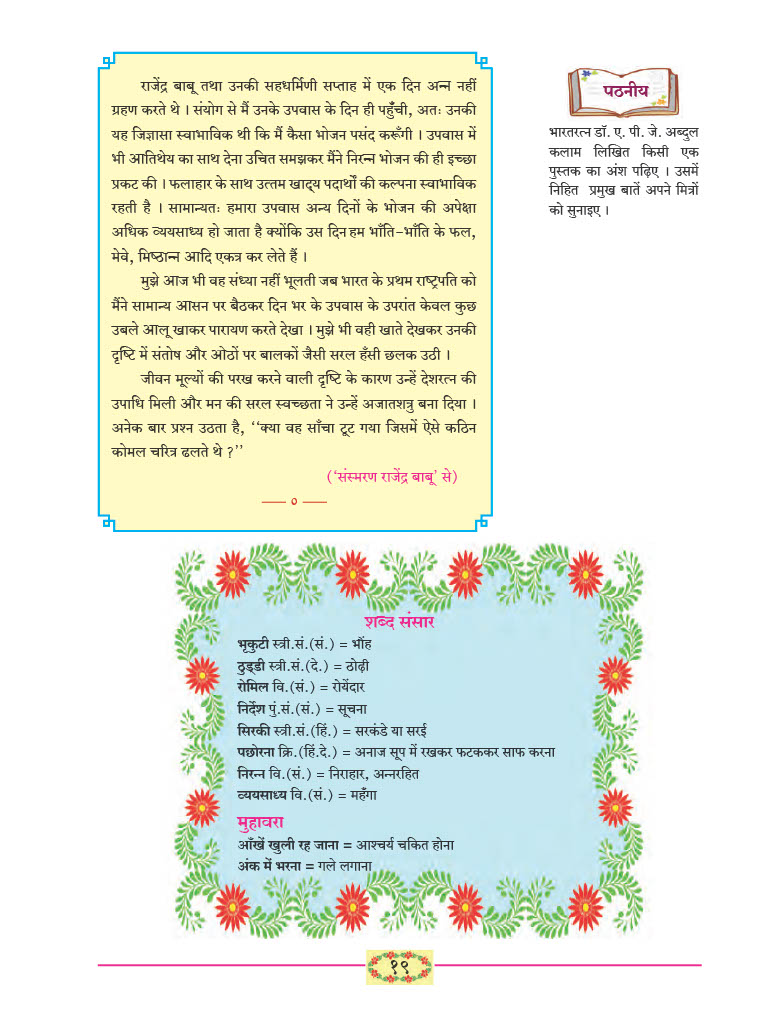 राजेंद्र बाबू तथा उनकी सहधर्मिणी सप्ताह में एक दिन अन्न नहीं
ग्रहण करते थे । संयोग से मैं उनके उपवास के दिन ही पहुँची, अतः उनकी
यह जिज्ञासा स्वाभाविक थी कि मैं कैसा भोजन पसंद करूँगी । उपवास में
भी आतिथेय का साथ देना उचित समझकर मैंने निरन्न भोजन की ही इच्छा
प्रकट की । फलाहार के साथ उत्तम खाद्य पदार्थों की कल्पना स्वाभाविक
रहती है । सामान्यतः हमारा उपवास अन्य दिनों के भोजन की अपेक्षा
अधिक व्ययसाध्य हो जाता है क्योंकि उस दिन हम भाँति-भाँति के फल,
मेवे, मिष्ठान्न आदि एकत्र कर लेते हैं ।
मुझे आज भी वह संध्या नहीं भूलती जब भारत के प्रथम राष्ट्रपति को
मैंने सामान्य आसन पर बैठकर दिन भर के उपवास के उपरांत केवल कुछ
उबले आलू खाकर पारायण करते देखा । मुझे भी वही खाते देखकर उनकी
दृष्टि में संतोष और ओठों पर बालकों जैसी सरल हँसी छलक उठी ।
जीवन मूल्यों की परख करने वाली दृष्टि के कारण उन्हें देशरत्न की
उपाधि मिली और मन की सरल स्वच्छता ने उन्हें अजातशत्रु बना दिया ।
अनेक बार प्रश्न उठता है, ‘‘क्या वह साँचा टूट गया जिसमें ऐसे कठिन
कोमल चरित्र ढलते थे ?’’
(‘संस्मरण राजेंद्र बाबू’ से)
— ० —
पठनीय
भारतरत्न डॉ. ए. पी. जे. अब्दुल
कलाम लिखित किसी एक
पुस्तक का अंश पढ़िए । उसमें
निहित प्रमुख बातें अपने मित्रों
को सुनाइए ।
शब्द संसार
भृकुटी स्त्री.सं.(सं.) = भौंह
ठुड्डी स्त्री.सं.(दे.) = ठोढ़ी
रोमिल वि.(सं.) = रोयेंदार
निर्देश पुं.सं.(सं.) = सूचना
सिरकी स्त्री.सं.(हिं.) = सरकंडे या सरई
पछोरना क्रि.(हिं.दे.) = अनाज सूप में रखकर फटककर साफ करना
निरन्न वि.(सं.) = निराहार, अन्नरहित
व्ययसाध्य वि.(सं.) = महँगा
मुहावरा
आँखें खुली रह जाना = आश्चर्य चकित होना
अंक में भरना = गले लगाना
१९